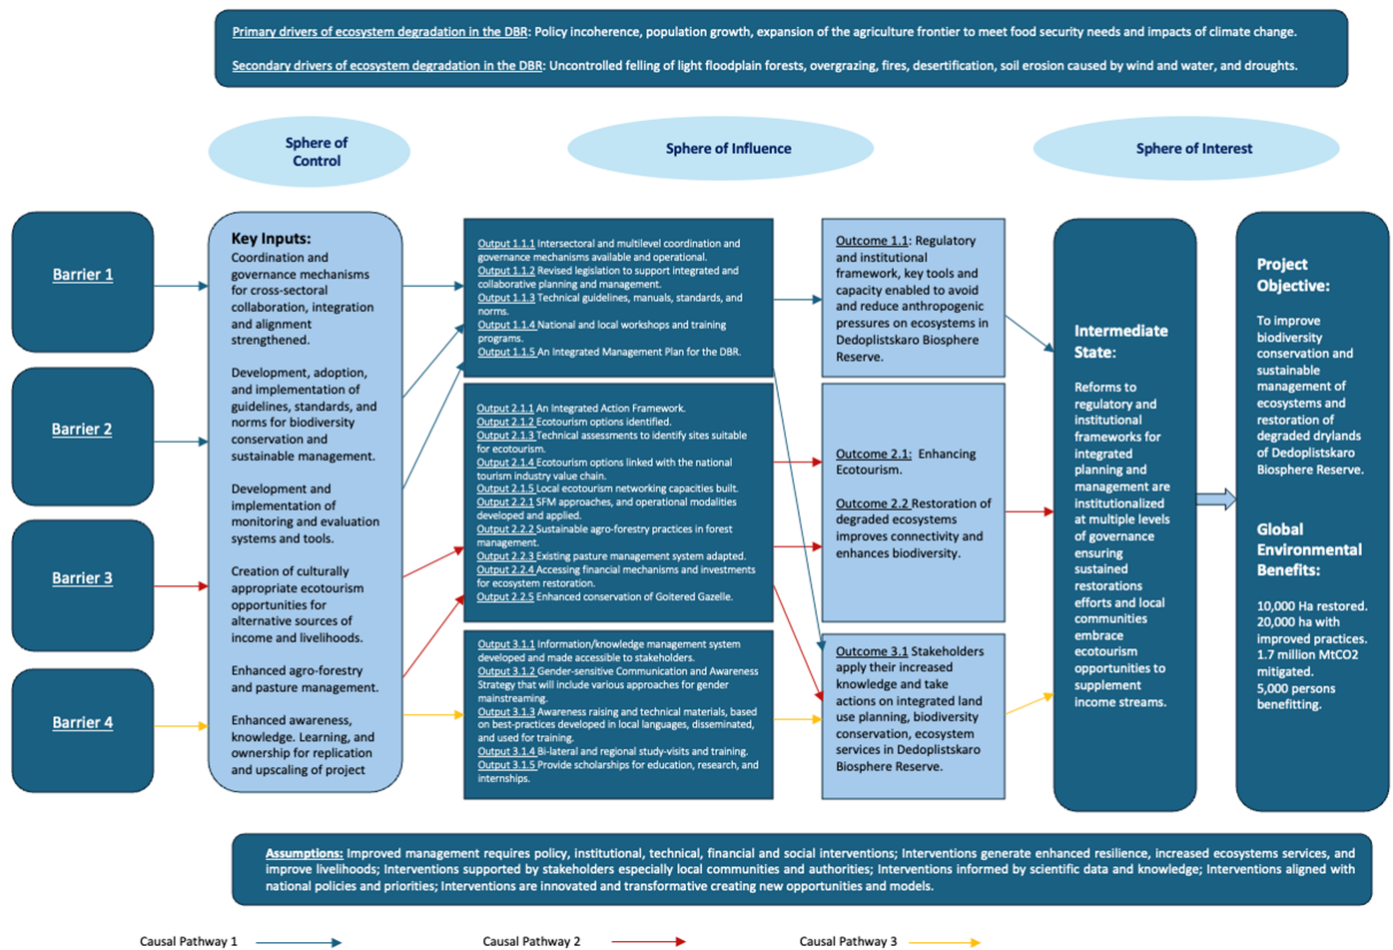 Primary drivers of ecosystem degradation in the DBR: Policy incoherence, population growth, expansion of the agriculture frontier to meet food security needs and impacts of climate change.
Secondary drivers of ecosystem degradation in the DBR: Uncontrolled felling of light floodplain forests, overgrazing, fires, desertification, soil erosion caused by wind and water, and droughts.
Sphere of
Control
Sphere of Influence
Sphere of Interest
Barrier 1
Barrier 2
Barrier 3
Barrier 4
Key Inputs:
Coordination and
governance mechanisms
for cross-sectoral
collaboration, integration
and alignment
strengthened.
Development, adoption,
and implementation of
guidelines, standards, and
norms for biodiversity
conservation and
sustainable management.
Development and
implementation of
monitoring and evaluation
systems and tools.
Creation of culturally
appropriate ecotourism
opportunities for
alternative sources of
income and livelihoods.
Enhanced agro-forestry
and pasture management.
Enhanced awareness,
knowledge. Learning, and
ownership for replication
and upscaling of project
Output 1.1.1 Intersectoral and multilevel coordination and
governance mechanisms available and operational.
Output 1.1.2 Revised legislation to support integrated and
collaborative planning and management.
Output 1.1.3 Technical guidelines, manuals, standards, and
norms.
Output 1.1.4 National and local workshops and training
programs.
Output 1.1.5 An Integrated Management Plan for the DBR.
Output 2.1.1 An Integrated Action Framework.
Output 2.1.2 Ecotourism options identified.
Output 2.1.3 Technical assessments to identify sites suitable
for ecotourism.
Output 2.1.4 Ecotourism options linked with the national
tourism industry value chain.
Output 2.1.5 Local ecotourism networking capacities built.
Output 2.2.1 SFM approaches, and operational modalities
developed and applied.
Output 2.2.2 Sustainable agro-forestry practices in forest
management.
Output 2.2.3 Existing pasture management system adapted.
Output 2.2.4 Accessing financial mechanisms and investments
for ecosystem restoration.
Output 2.2.5 Enhanced conservation of Goitered Gazelle.
Output 3.1.1 Information/knowledge management system
developed and made accessible to stakeholders.
Output 3.1.2 Gender-sensitive Communication and Awareness
Strategy that will include various approaches for gender
mainstreaming.
Output 3.1.3 Awareness raising and technical materials, based
on best-practices developed in local languages, disseminated,
and used for training.
Output 3.1.4 Bi-lateral and regional study-visits and training.
Output 3.1.5 Provide scholarships for education, research, and
internships.
Outcome 1.1: Regulatory
and institutional
framework, key tools and
capacity enabled to avoid
and reduce anthropogenic
pressures on ecosystems in
Dedoplistskaro Biosphere
Reserve.
Outcome 2.1: Enhancing
Ecotourism.
Outcome 2.2 Restoration of
degraded ecosystems
improves connectivity and
enhances biodiversity.
Outcome 3.1 Stakeholders
apply their increased
knowledge and take
actions on integrated land
use planning, biodiversity
conservation, ecosystem
services in Dedoplistskaro
Biosphere Reserve.
Intermediate
State:
Reforms to
regulatory and
institutional
frameworks for
integrated
planning and
management are
institutionalized
at multiple levels
of governance
ensuring
sustained
restorations
efforts and local
communities
embrace
ecotourism
opportunities to
supplement
income streams.
Project
Objective:
To improve
biodiversity
conservation and
sustainable
management of
ecosystems and
restoration of
degraded drylands
of Dedoplistskaro
Biosphere Reserve.
Global
Environmental
Benefits:
10,000 Ha restored.
20,000 ha with
improved practices.
1.7 million MtCO2
mitigated.
5,000 persons
benefitting.
Assumptions: Improved management requires policy, institutional, technical, financial and social interventions; Interventions generate enhanced resilience, increased ecosystems services, and
improve livelihoods; Interventions supported by stakeholders especially local communities and authorities; Interventions informed by scientific data and knowledge; Interventions aligned with
national policies and priorities; Interventions are innovated and transformative creating new opportunities and models.
Causal Pathway 1
Causal Pathway 2
Causal Pathway 3